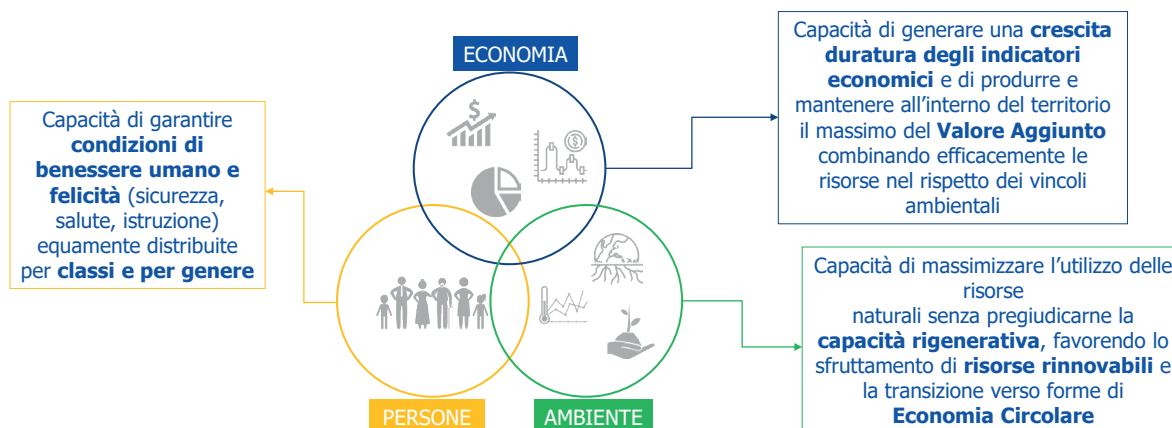 ECONOMIA
Capacità di generare una crescita
duratura degli indicatori
economici e di produrre e
mantenere all'interno del territorio
il massimo del Valore Aggiunto
combinando efficacemente le
risorse nel rispetto dei vincoli
ambientali
Capacità di garantire
condizioni di
benessere umano e
felicità (sicurezza,
salute, istruzione)
equamente distribuite
per classi e per genere
Capacità di massimizzare l'utilizzo delle
risorse
naturali senza pregiudicarne la
capacità rigenerativa, favorendo lo
sfruttamento di risorse rinnovabili e
la transizione verso forme di
Economia Circolare
PERSONE
AMBIENTE